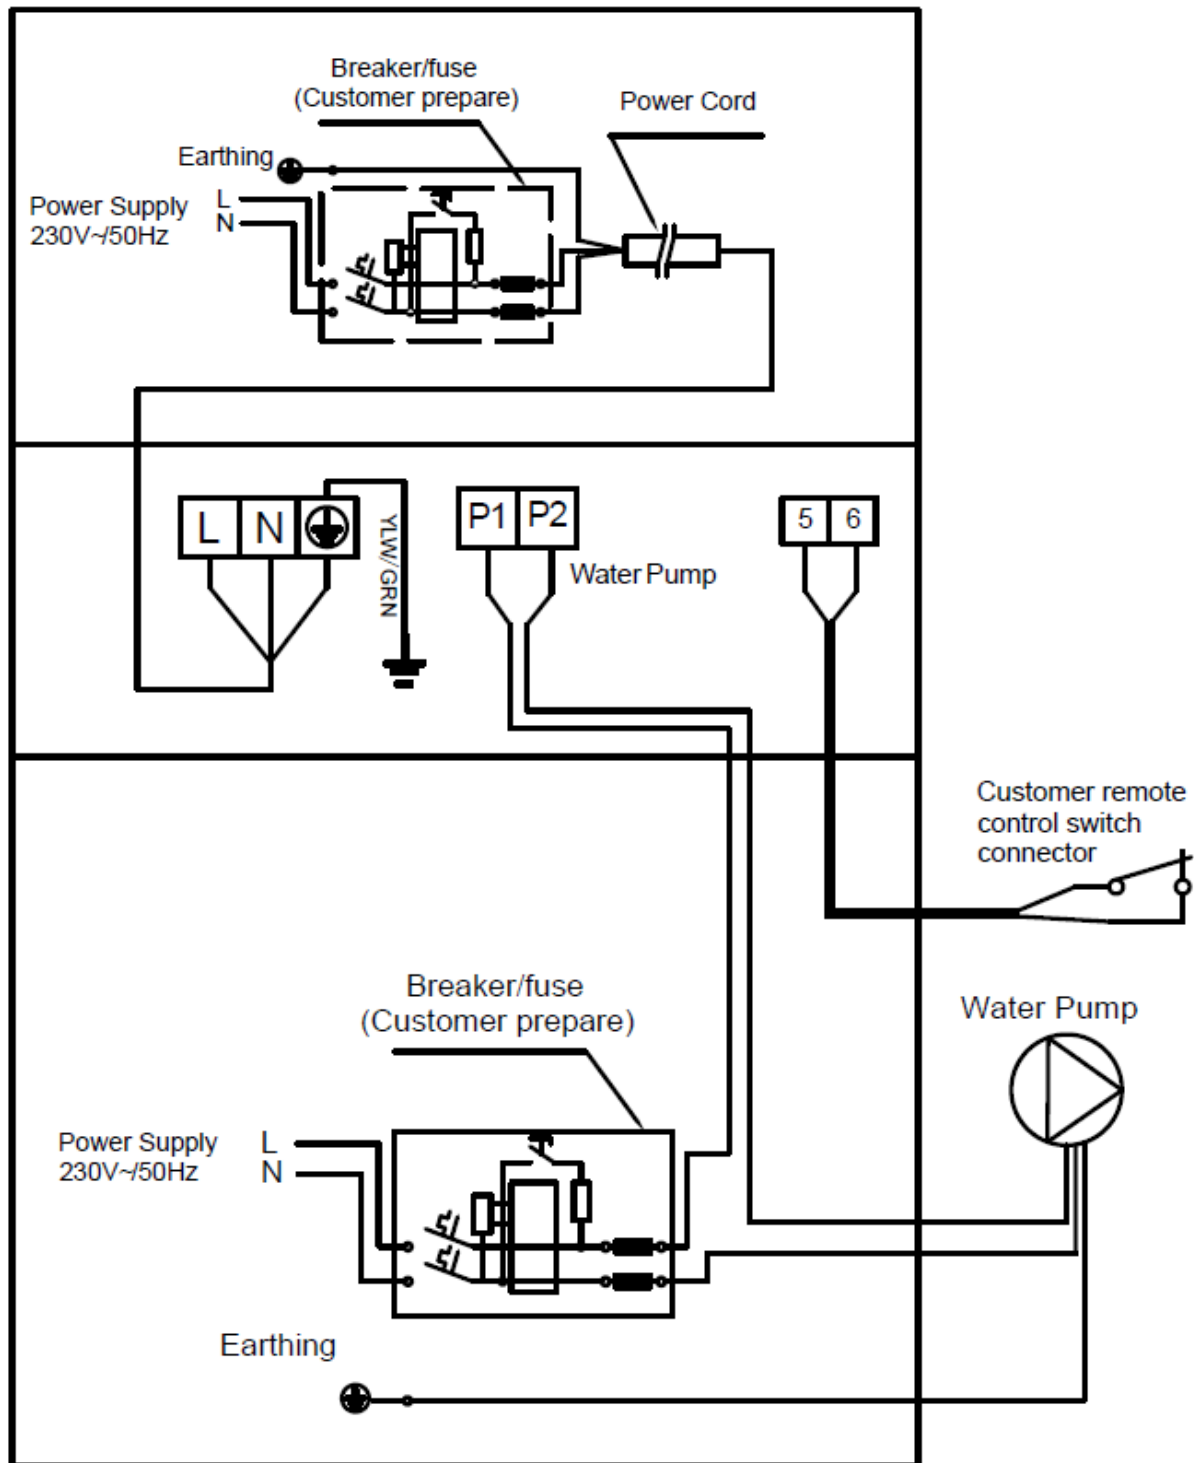 Breaker/fuse
(Customer prepare)
Power Cord
Earthing
Power Supply
230V~/50Hz
L
N
L
N
YLW/GRN
P1
P2
Water Pump
5
6
Customer remote
control switch
connector
Breaker/fuse
(Customer prepare)
Water Pump
Power Supply
230V~/50Hz
L
N
Earthing